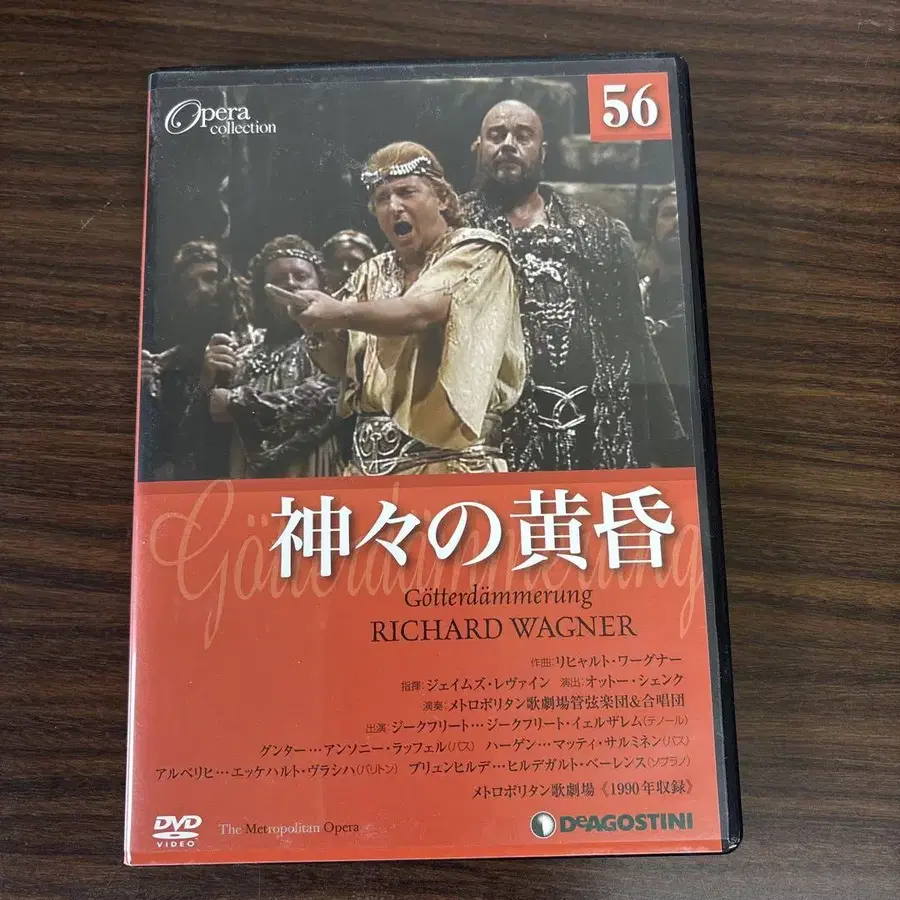 Opera
collection
56
Götterdämmerung
神々の黄昏
Götterdämmerung
RICHARD WAGNER
作曲:リヒャルト・ワーグナー
指揮:ジェイムズ・レヴァイン 演出:オットー・シェンク
演奏:メトロポリタン歌劇場管弦楽団&合唱団
出演:ジークフリート…ジークフリート・イェルザレム(テノール)
グンター…アンソニー・ラッフェル(バス) ハーゲン…マッティ・サルミネン(バス)
アルベリヒ…エッケハルト・ヴラシハ(バリトン) ブリュンヒルデ…ヒルデガルト・ベーレンス(ソプラノ)
メトロポリタン歌劇場《1990年収録》
DVD
VIDEO
The Metropolitan Opera
DeAGOSTINI